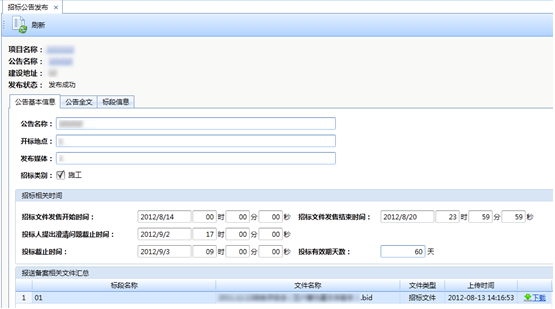 招标公告发布 ×
刷新
项目名称：
公告名称：
建设地址：
发布状态： 发布成功
公告基本信息 公告全文 标段信息
公告名称：
开标地点：
发布媒体：
招标类别： 施工
招标相关时间
招标文件发售开始时间： 2012/8/14 00 时 00 分 00 秒 招标文件发售结束时间： 2012/8/20 23 时 59 分 59 秒
投标人提出澄清问题截止时间： 2012/9/2 17 时 00 分 00 秒
投标截止时间： 2012/9/3 09 时 00 分 00 秒 投标有效期天数： 60 天
报送备案相关文件汇总
标段名称 文件名称 文件类型 上传时间
1 01 .bid 招标文件 2012-08-13 14:16:53 下载